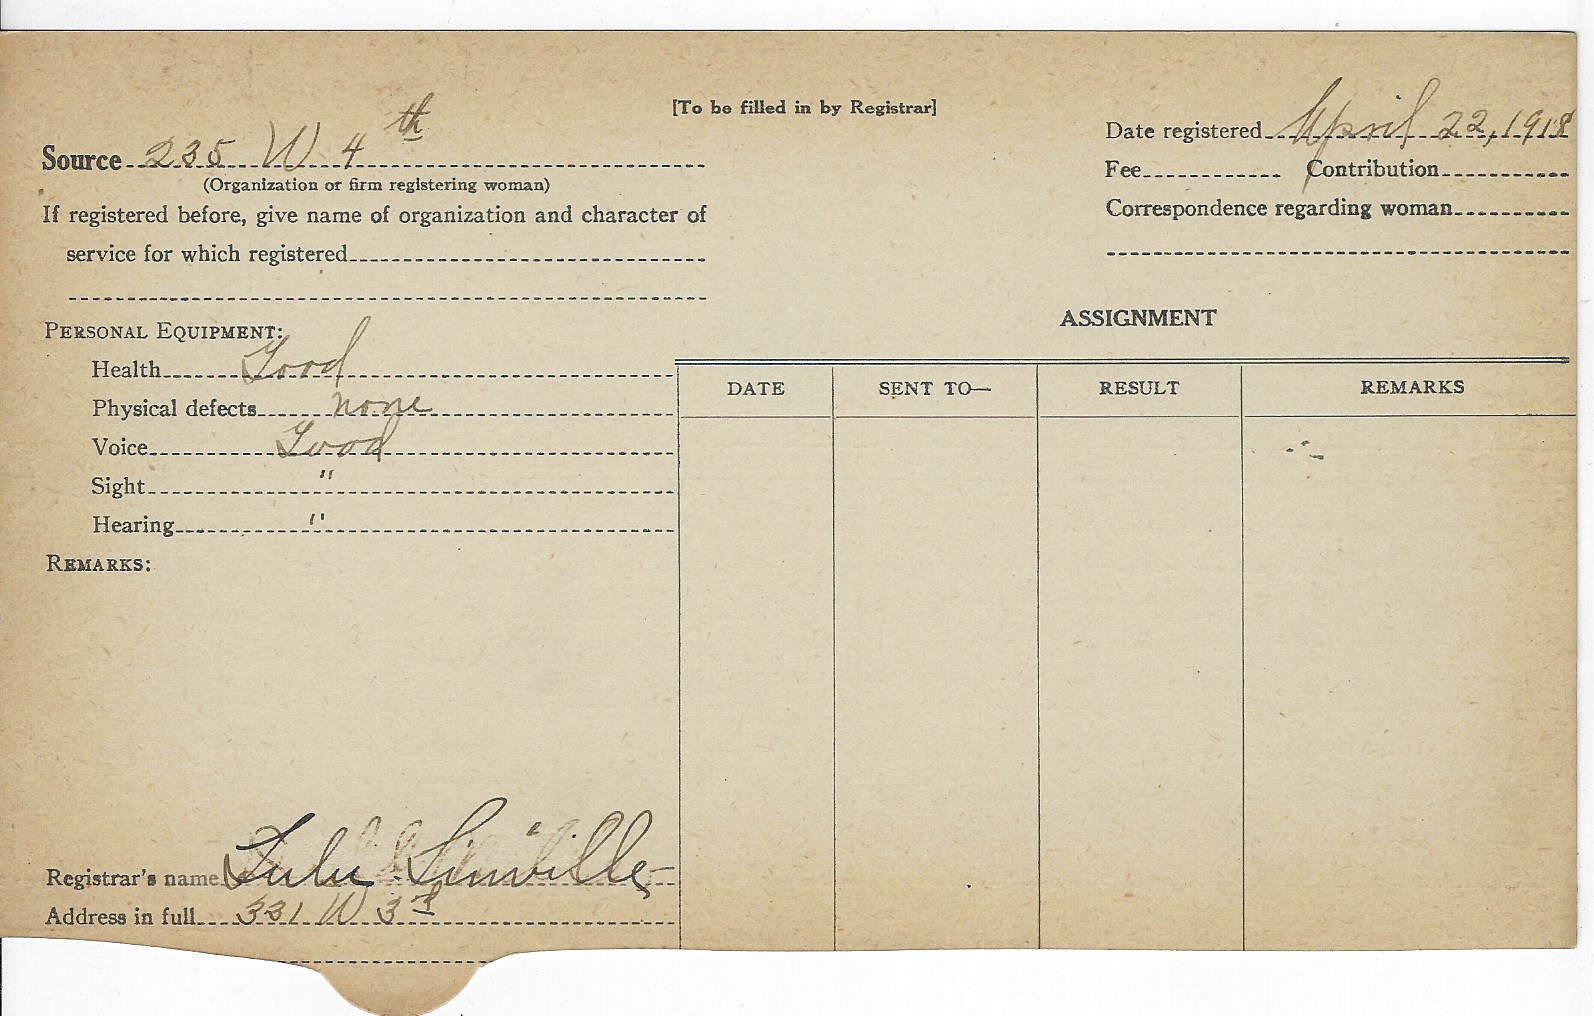 [To be filled in by Registrar]
Source 235 W 4th
(Organization or firm registering woman)
If registered before, give name of organization and character of
service for which registered
Date registered April 22, 1918
Fee Contribution
Correspondence regarding woman
PERSONAL EQUIPMENT:
Health Good
Physical defects none
Voice Good
Sight "
Hearing "
REMARKS:
ASSIGNMENT
DATE SENT TO— RESULT REMARKS
Registrar's name Lulu Linville
Address in full 331 W 3rd